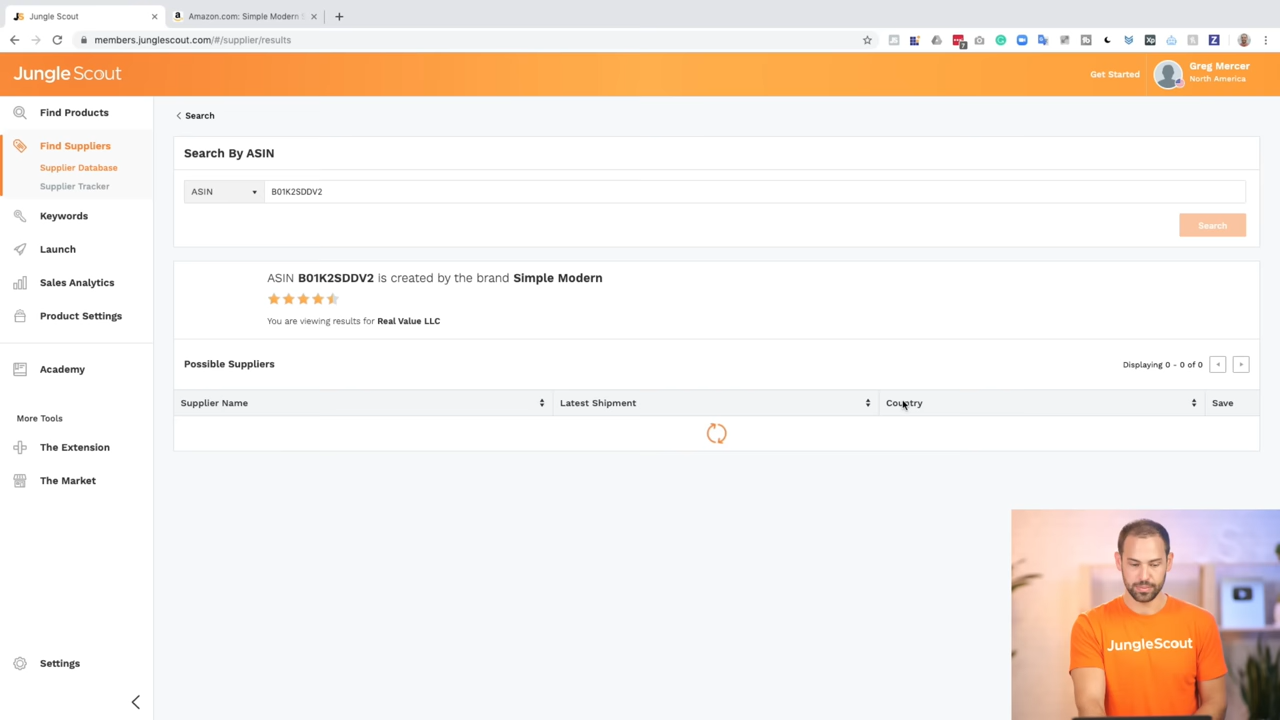 Jungle Scout
Amazon.com: Simple Modern
members.junglescout.com/#/supplier/results
Jungle Scout
Get Started
Greg Mercer
North America
Find Products
Find Suppliers
Supplier Database
Supplier Tracker
Keywords
Launch
Sales Analytics
Product Settings
Academy
More Tools
The Extension
The Market
Settings
Search
Search By ASIN
ASIN B01K2SDDV2
Search
ASIN B01K2SDDV2 is created by the brand Simple Modern
You are viewing results for Real Value LLC
Possible Suppliers
Displaying 0 - 0 of 0
Supplier Name Latest Shipment Country Save
JungleScout